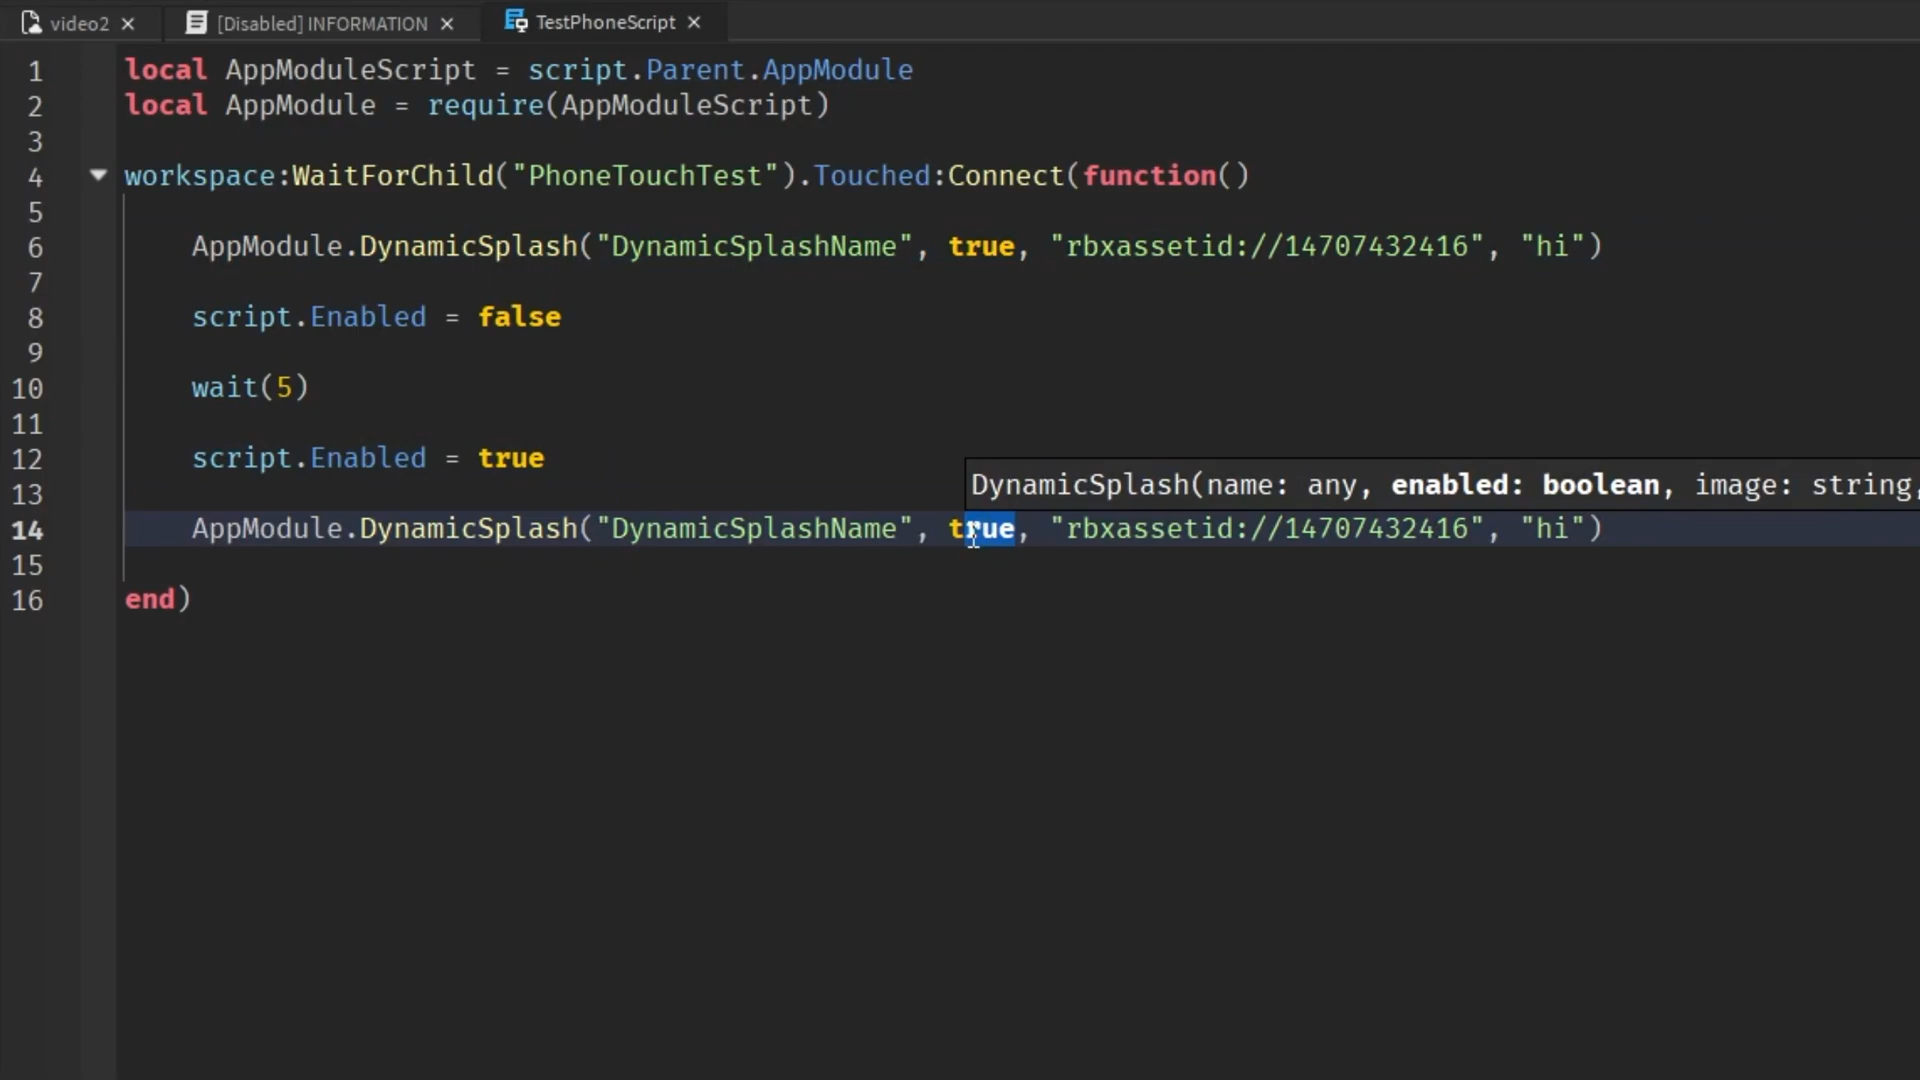 video2 ×
[Disabled] INFORMATION ×
TestPhoneScript ×
1 local AppModuleScript = script.Parent.AppModule
2 local AppModule = require(AppModuleScript)
3
4 workspace:WaitForChild("PhoneTouchTest").Touched:Connect(function()
5
6 AppModule.DynamicSplash("DynamicSplashName", true, "rbxassetid://14707432416", "hi")
7
8 script.Enabled = false
9
10 wait(5)
11
12 script.Enabled = true
13
DynamicSplash(name: any, enabled: boolean, image: string,
14 AppModule.DynamicSplash("DynamicSplashName", true, "rbxassetid://14707432416", "hi")
15
16 end)